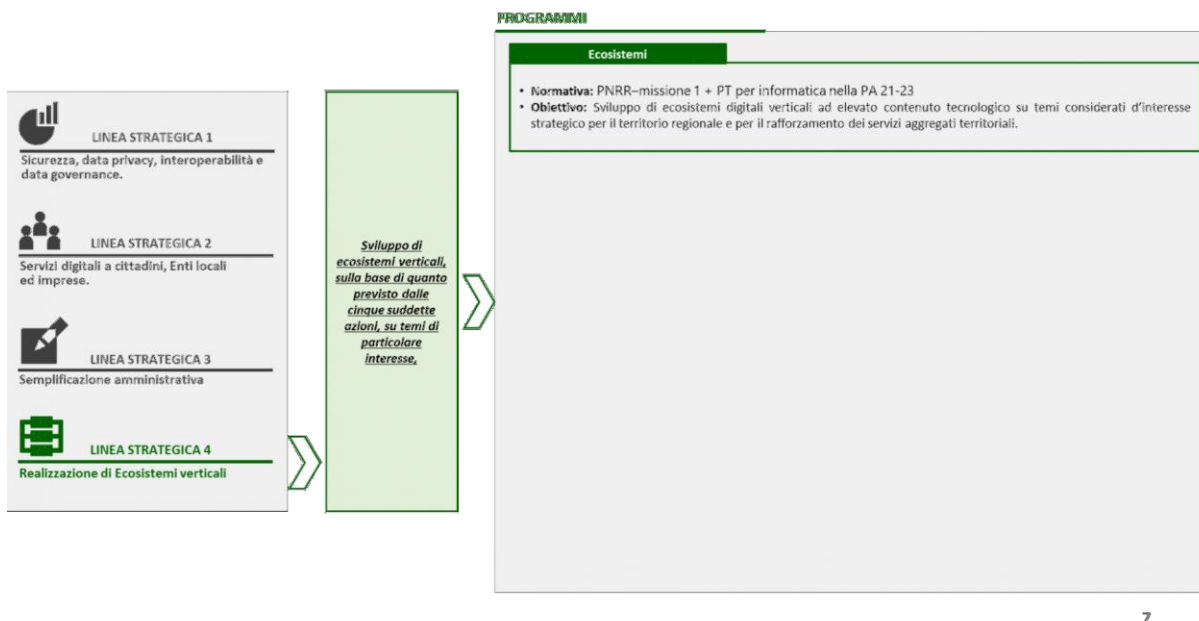 PROGRAMMI
Ecosistemi
• Normativa: PNRR–missione 1 + PT per informatica nella PA 21-23
• Obiettivo: Sviluppo di ecosistemi digitali verticali ad elevato contenuto tecnologico su temi considerati d'interesse
strategico per il territorio regionale e per il rafforzamento dei servizi aggregati territoriali.
LINEA STRATEGICA 1
Sicurezza, data privacy, interoperabilità e
data governance.
LINEA STRATEGICA 2
Servizi digitali a cittadini, Enti locali
ed imprese.
LINEA STRATEGICA 3
Semplificazione amministrativa
LINEA STRATEGICA 4
Realizzazione di Ecosistemi verticali
Sviluppo di
ecosistemi verticali,
sulla base di quanto
previsto dalle
cinque suddette
azioni, su temi di
particolare
interesse,
7